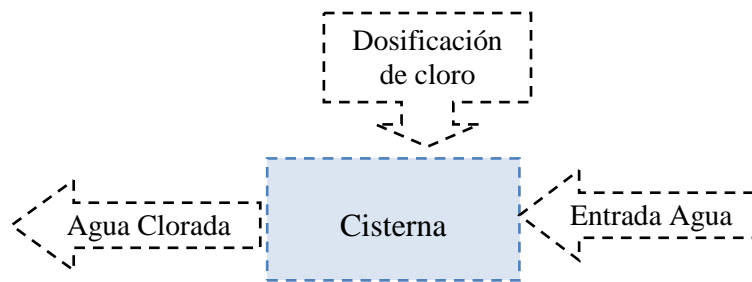 Dosificación
de cloro
Agua Clorada
Cisterna
Entrada Agua